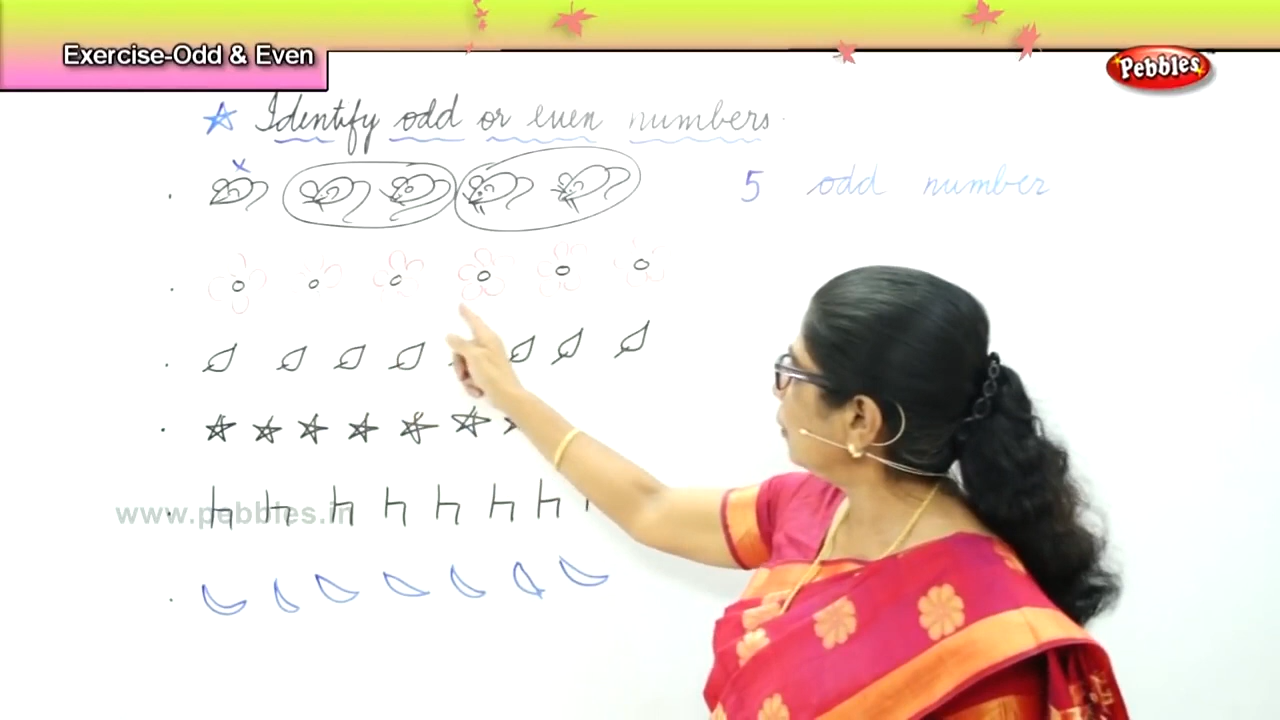 Exercise-Odd & Even
Pebbles
Identify odd or even numbers.
5 odd number
www.pebbles.in